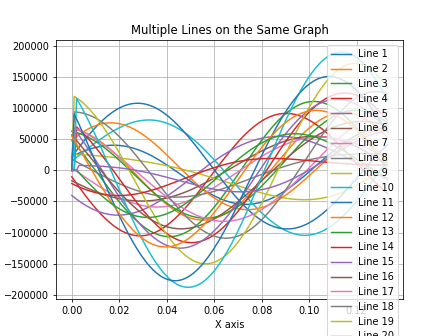 Multiple Lines on the Same Graph
200000
150000
100000
50000
0
-50000
-100000
-150000
-200000
0.00
0.02
0.04
0.06
0.08
0.10
X axis
Line 1
Line 2
Line 3
Line 4
Line 5
Line 6
Line 7
Line 8
Line 9
Line 10
Line 11
Line 12
Line 13
Line 14
Line 15
Line 16
Line 17
Line 18
Line 19
Line 20